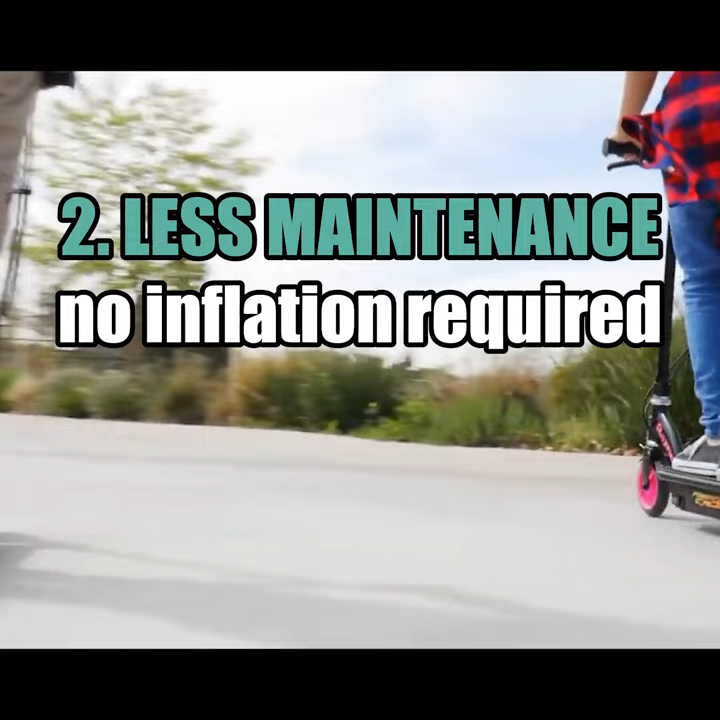 2. LESS MAINTENANCE
no inflation required